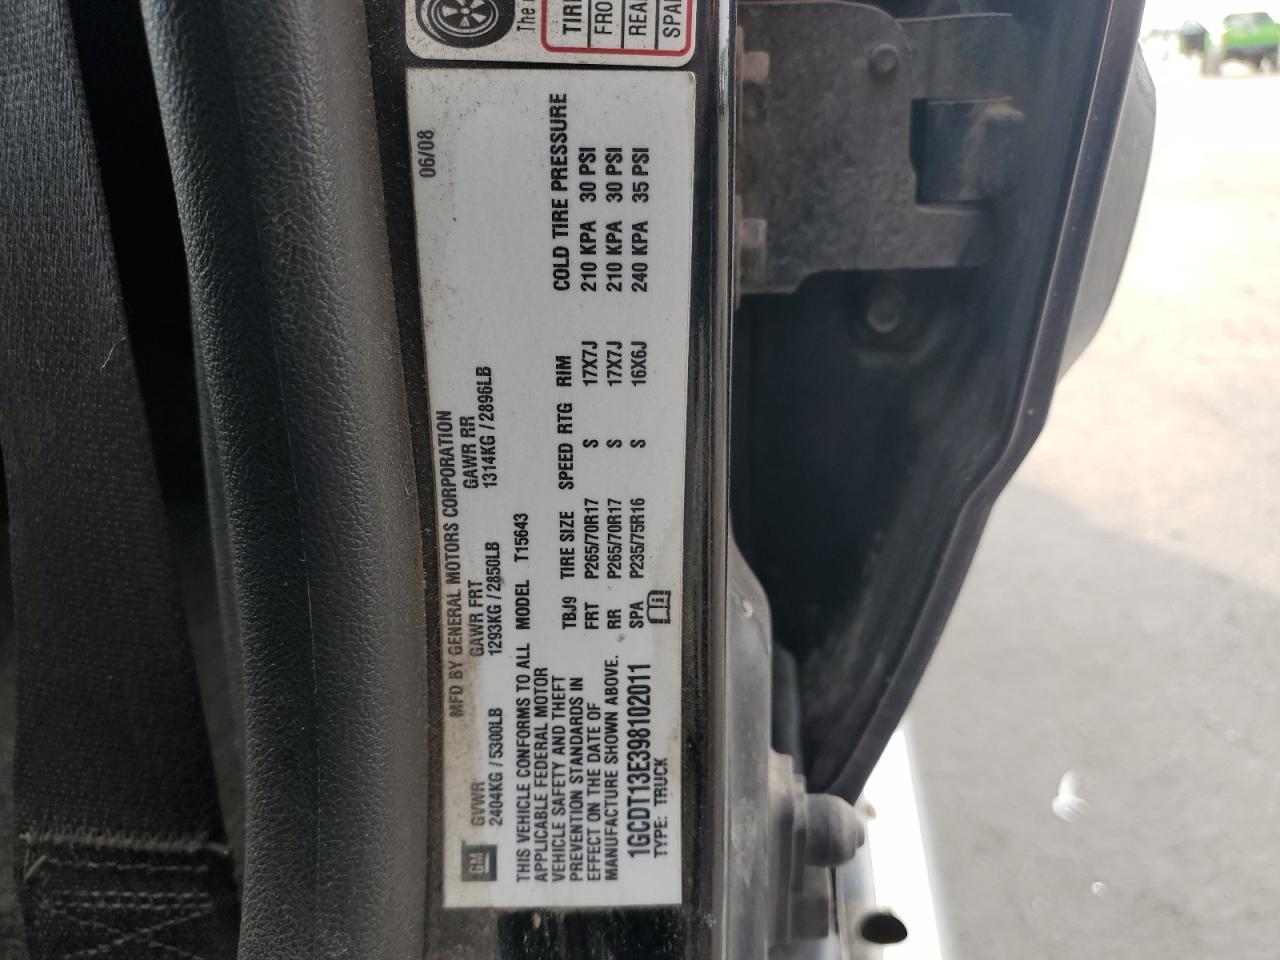 The
TIRE
FRO
REA
SPA
06/08
MFD BY GENERAL MOTORS CORPORATION
GVWR GAWR FRT GAWR RR
2404KG / 5300LB 1293KG / 2850LB 1314KG / 2896LB
GM
THIS VEHICLE CONFORMS TO ALL
APPLICABLE FEDERAL MOTOR
VEHICLE SAFETY AND THEFT
PREVENTION STANDARDS IN
EFFECT ON THE DATE OF
MANUFACTURE SHOWN ABOVE.
1GCDT13E398102011
TYPE: TRUCK
MODEL T15643
TBJ9 TIRE SIZE SPEED RTG RIM COLD TIRE PRESSURE
FRT P265/70R17 S 17X7J 210 KPA 30 PSI
RR P265/70R17 S 17X7J 210 KPA 30 PSI
SPA P235/75R16 S 16X6J 240 KPA 35 PSI